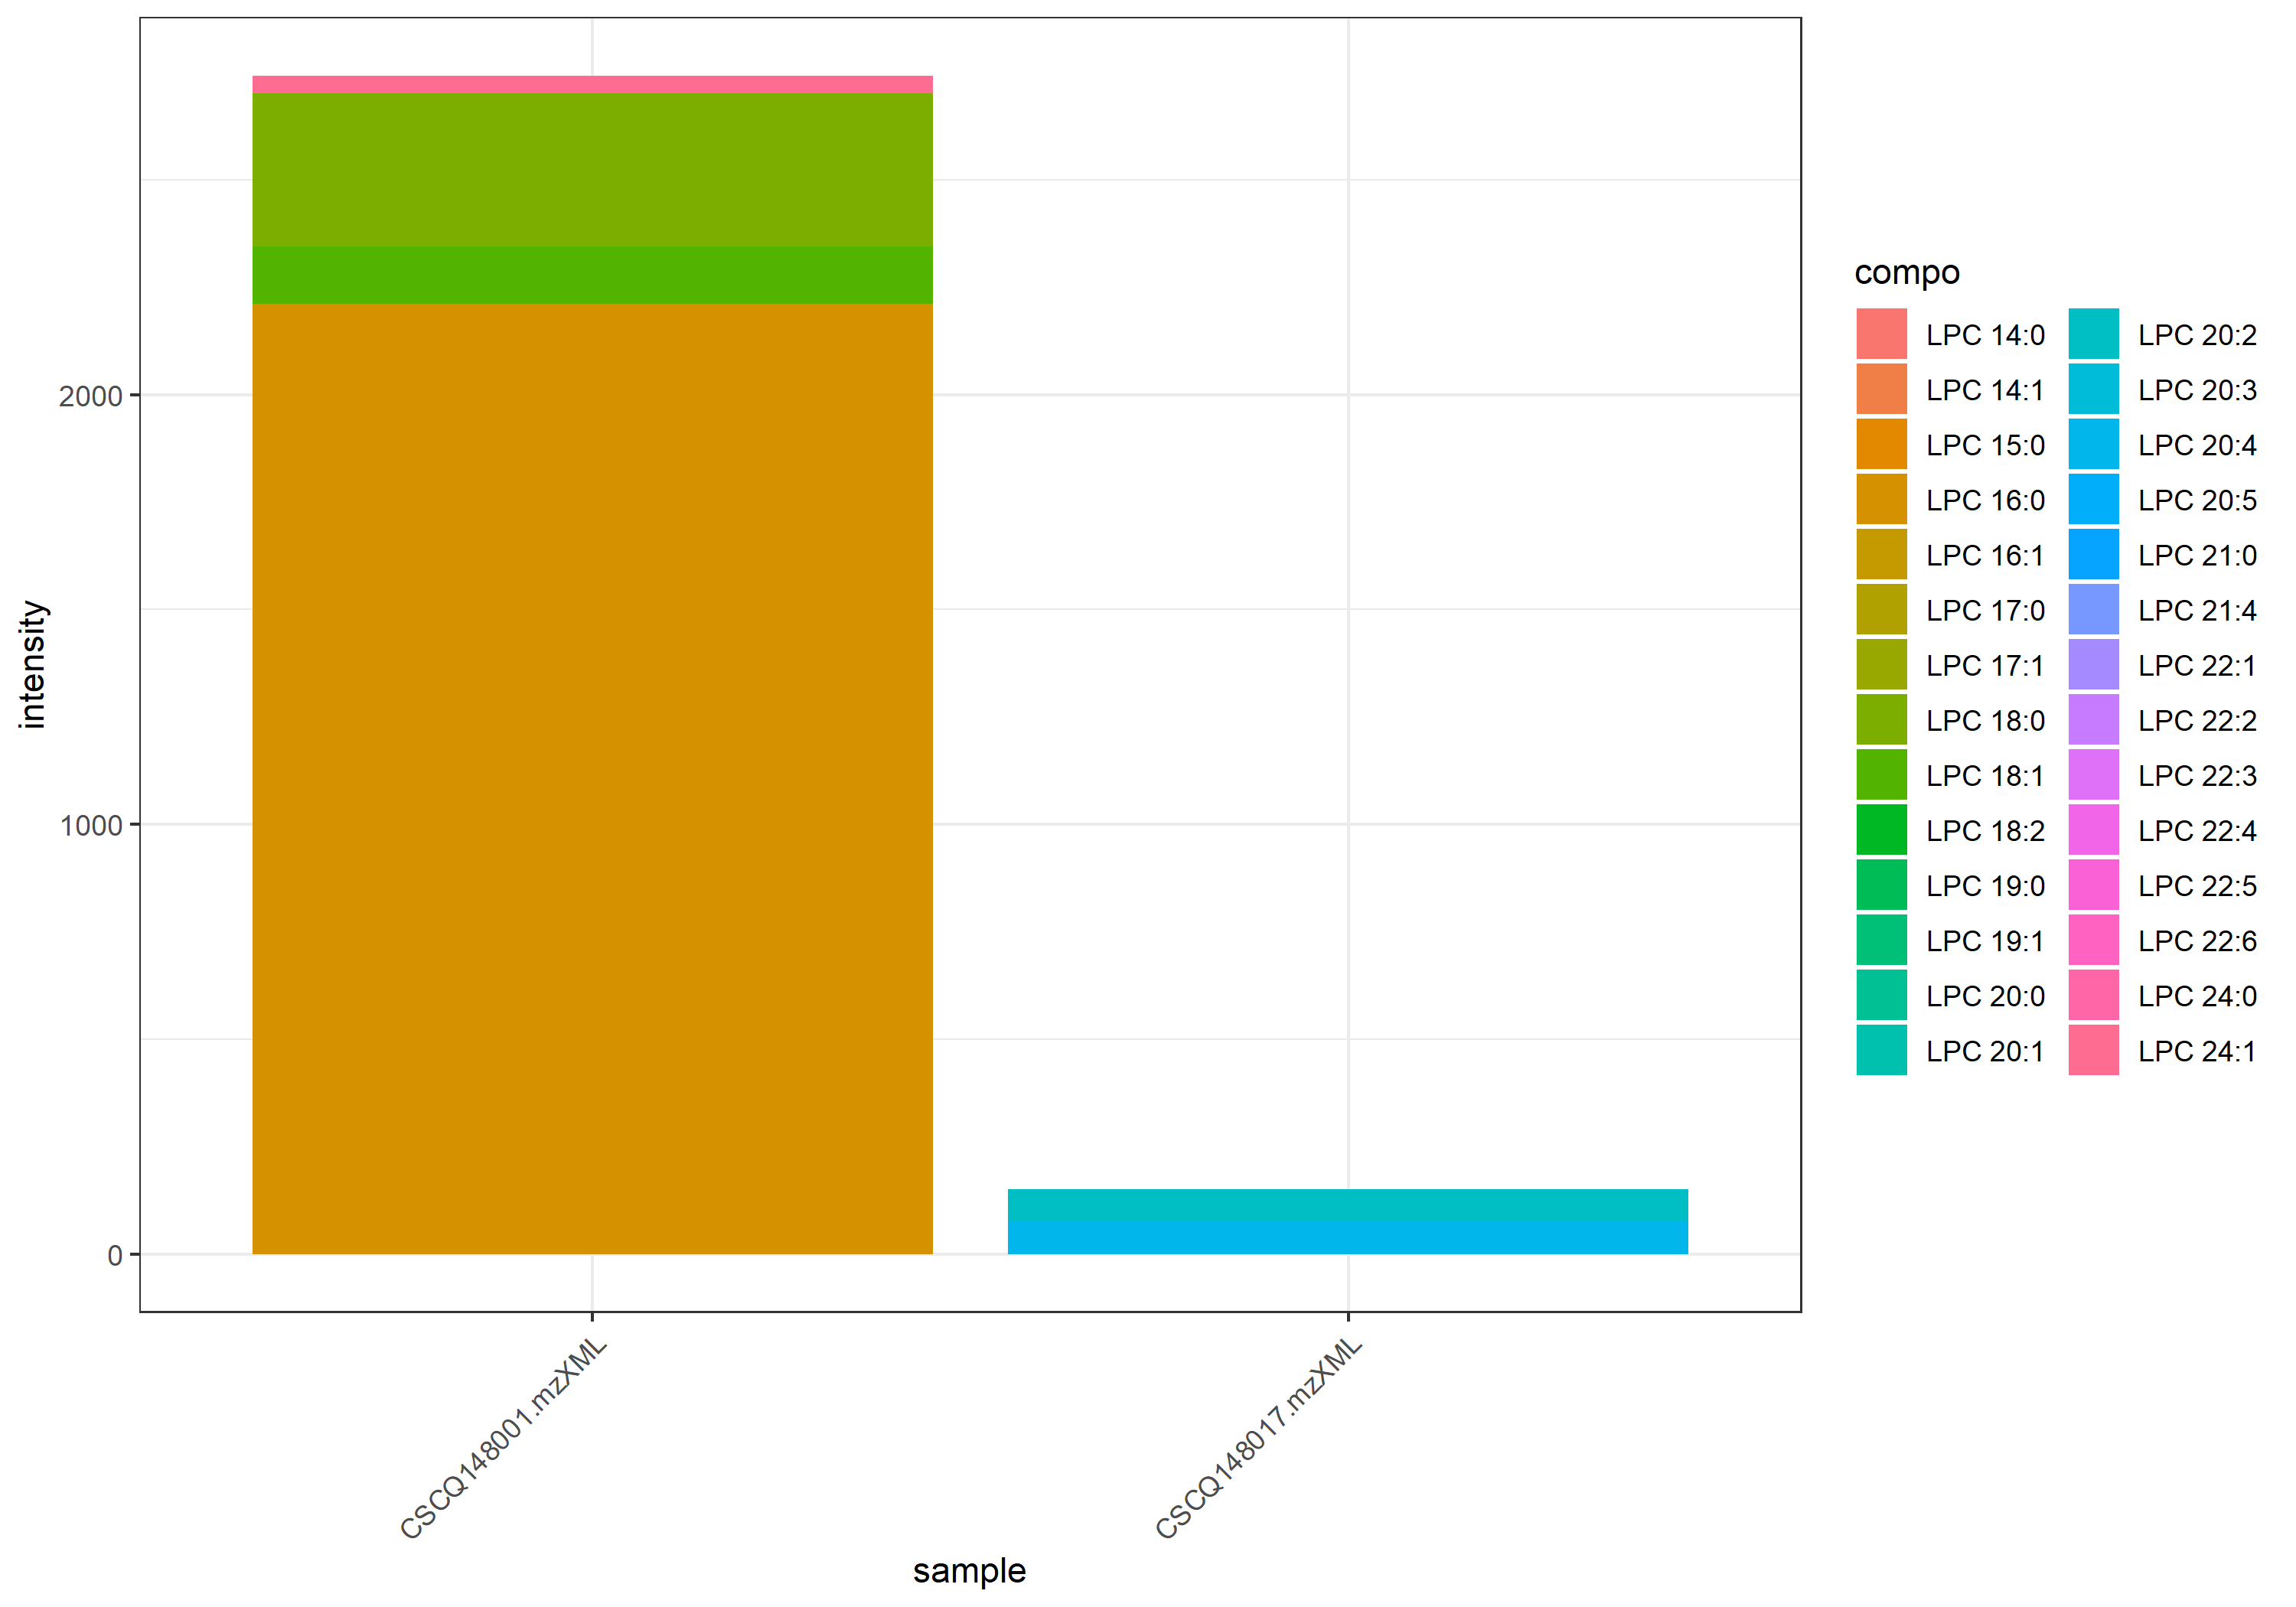 intensity
2000
1000
0
CSCQ148001.mzXML
CSCQ148017.mzXML
sample
compo
LPC 14:0
LPC 14:1
LPC 15:0
LPC 16:0
LPC 16:1
LPC 17:0
LPC 17:1
LPC 18:0
LPC 18:1
LPC 18:2
LPC 19:0
LPC 19:1
LPC 20:0
LPC 20:1
LPC 20:2
LPC 20:3
LPC 20:4
LPC 20:5
LPC 21:0
LPC 21:4
LPC 22:1
LPC 22:2
LPC 22:3
LPC 22:4
LPC 22:5
LPC 22:6
LPC 24:0
LPC 24:1